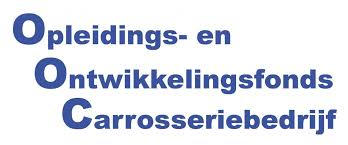 Opleidings- en
Ontwikkelingsfonds
Carrosseriebedrijf